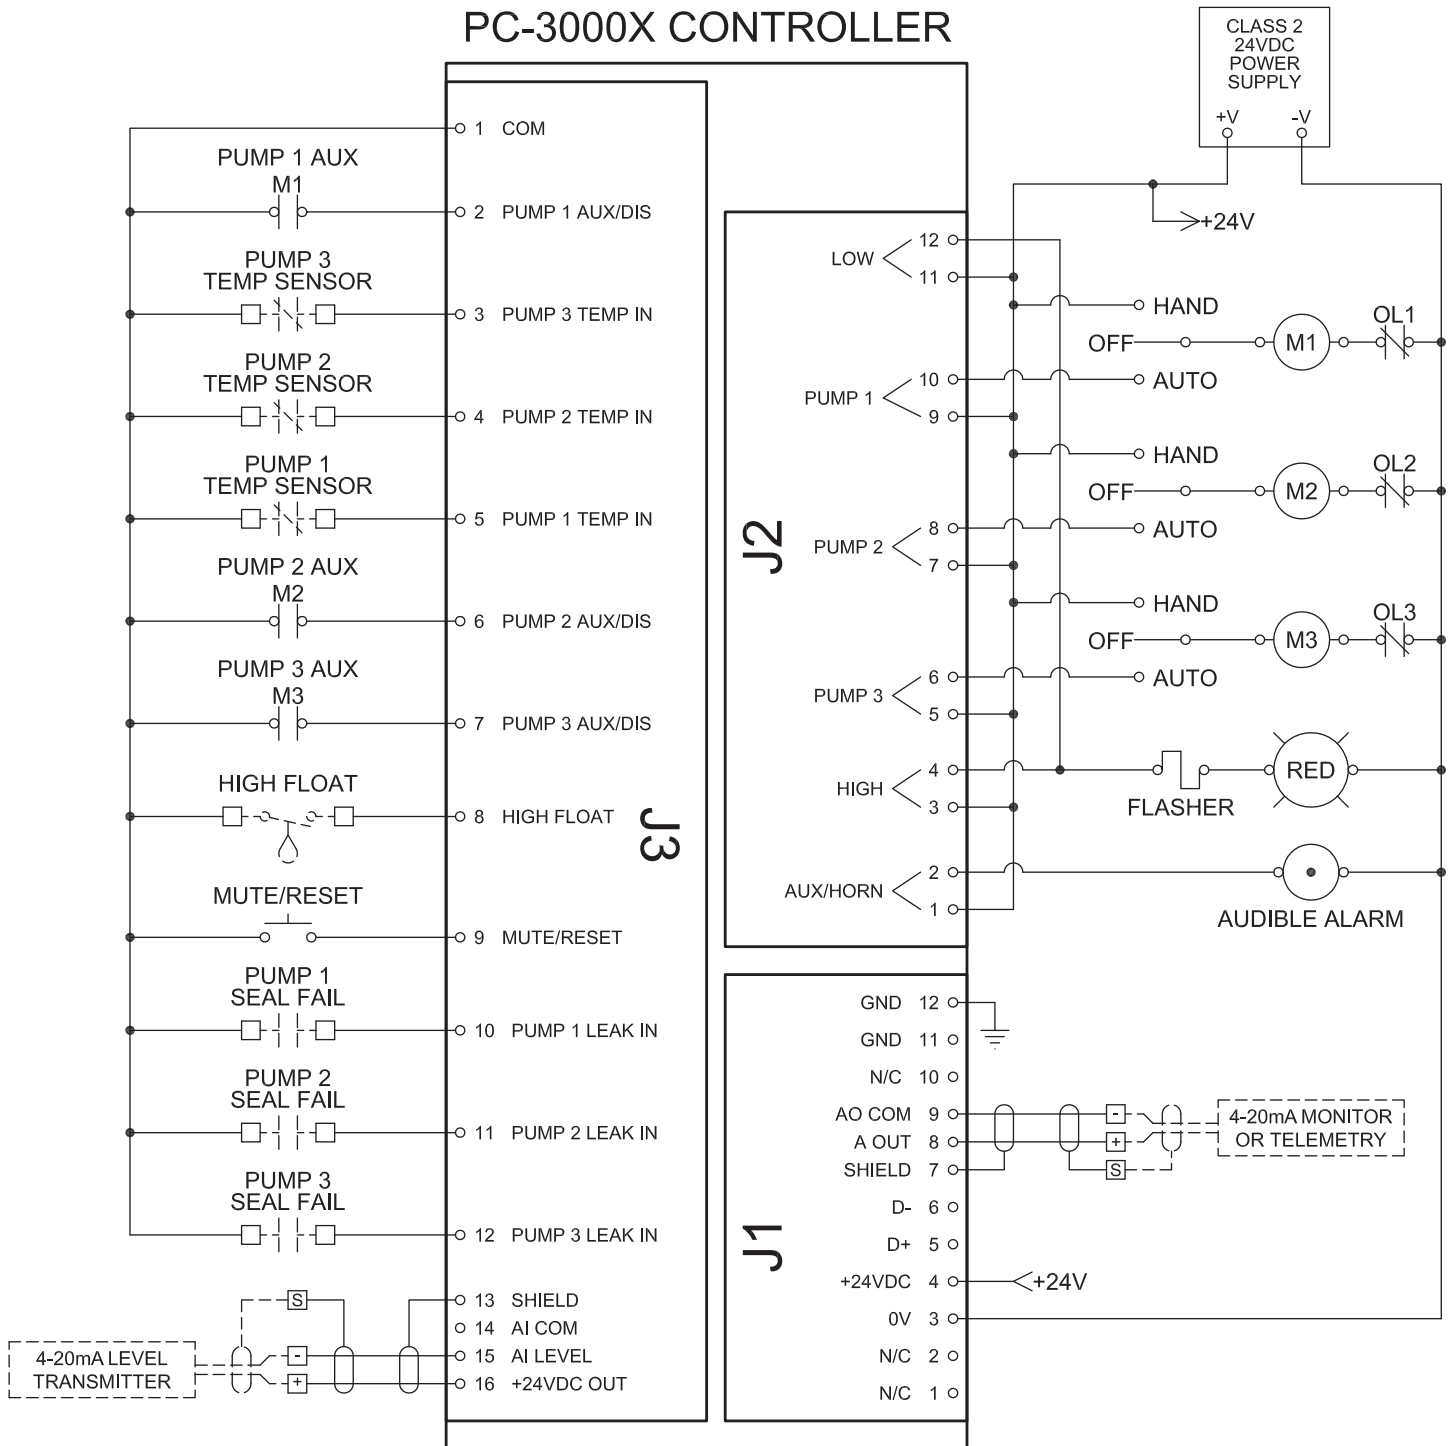 PC-3000X CONTROLLER
CLASS 2
24VDC
POWER
SUPPLY
+V -V
+24V
1 COM
PUMP 1 AUX
M1
2 PUMP 1 AUX/DIS
PUMP 3
TEMP SENSOR
3 PUMP 3 TEMP IN
PUMP 2
TEMP SENSOR
4 PUMP 2 TEMP IN
PUMP 1
TEMP SENSOR
5 PUMP 1 TEMP IN
PUMP 2 AUX
M2
6 PUMP 2 AUX/DIS
PUMP 3 AUX
M3
7 PUMP 3 AUX/DIS
HIGH FLOAT
8 HIGH FLOAT
MUTE/RESET
9 MUTE/RESET
PUMP 1
SEAL FAIL
10 PUMP 1 LEAK IN
PUMP 2
SEAL FAIL
11 PUMP 2 LEAK IN
PUMP 3
SEAL FAIL
12 PUMP 3 LEAK IN
S
13 SHIELD
14 AI COM
- 15 AI LEVEL
+ 16 +24VDC OUT
4-20mA LEVEL
TRANSMITTER
J3
J2
LOW
12
11
PUMP 1
10
9
PUMP 2
8
7
PUMP 3
6
5
HIGH
4
3
AUX/HORN
2
1
HAND
OFF M1 OL1
AUTO
HAND
OFF M2 OL2
AUTO
HAND
OFF M3 OL3
AUTO
FLASHER
RED
AUDIBLE ALARM
J1
GND 12
GND 11
N/C 10
AO COM 9
A OUT 8
SHIELD 7
D- 6
D+ 5
+24VDC 4
0V 3
N/C 2
N/C 1
-
+
S
4-20mA MONITOR
OR TELEMETRY
+24V